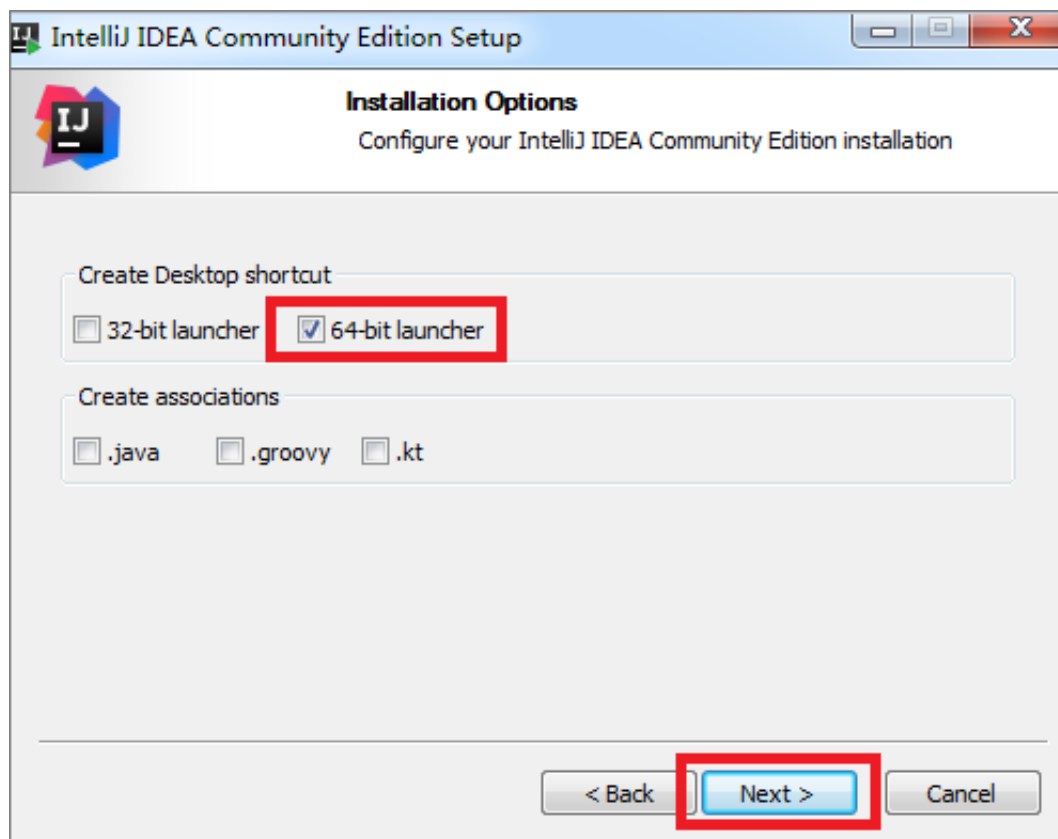 IntelliJ IDEA Community Edition Setup
IJ
Installation Options
Configure your IntelliJ IDEA Community Edition installation
Create Desktop shortcut
32-bit launcher 64-bit launcher
Create associations
.java .groovy .kt
< Back Next > Cancel